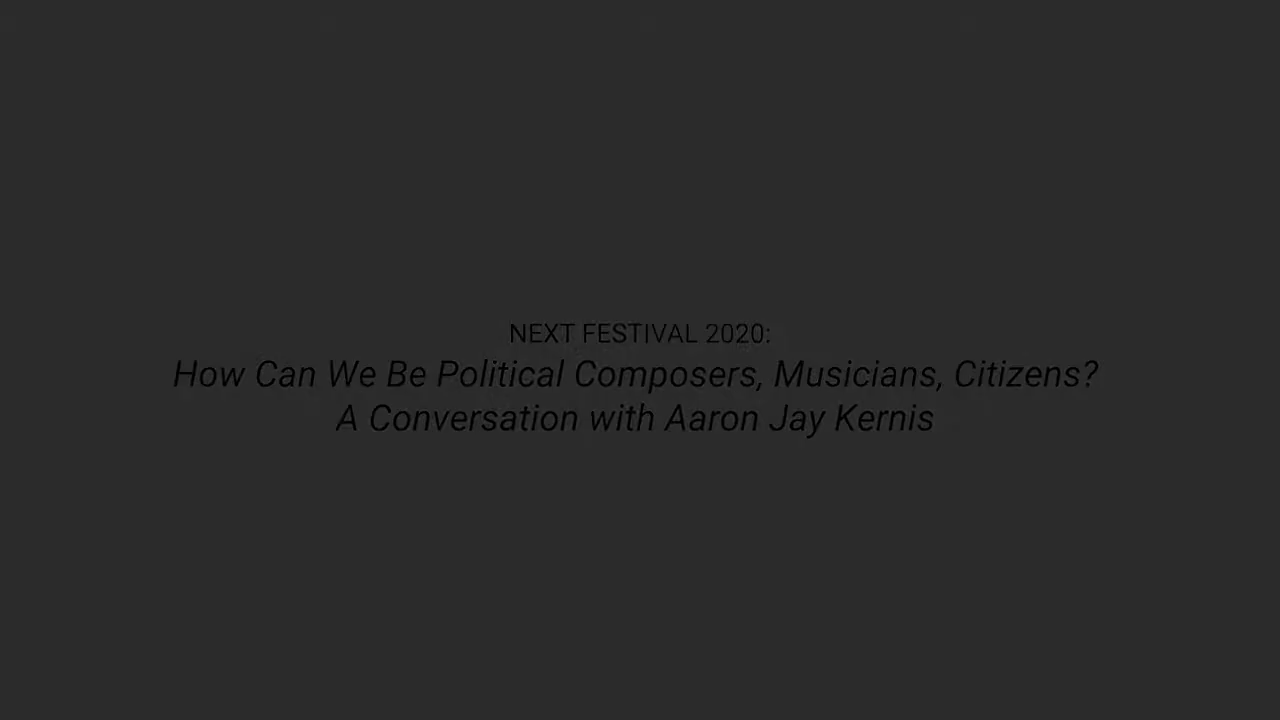 NEXT FESTIVAL 2020:
How Can We Be Political Composers, Musicians, Citizens?
A Conversation with Aaron Jay Kernis